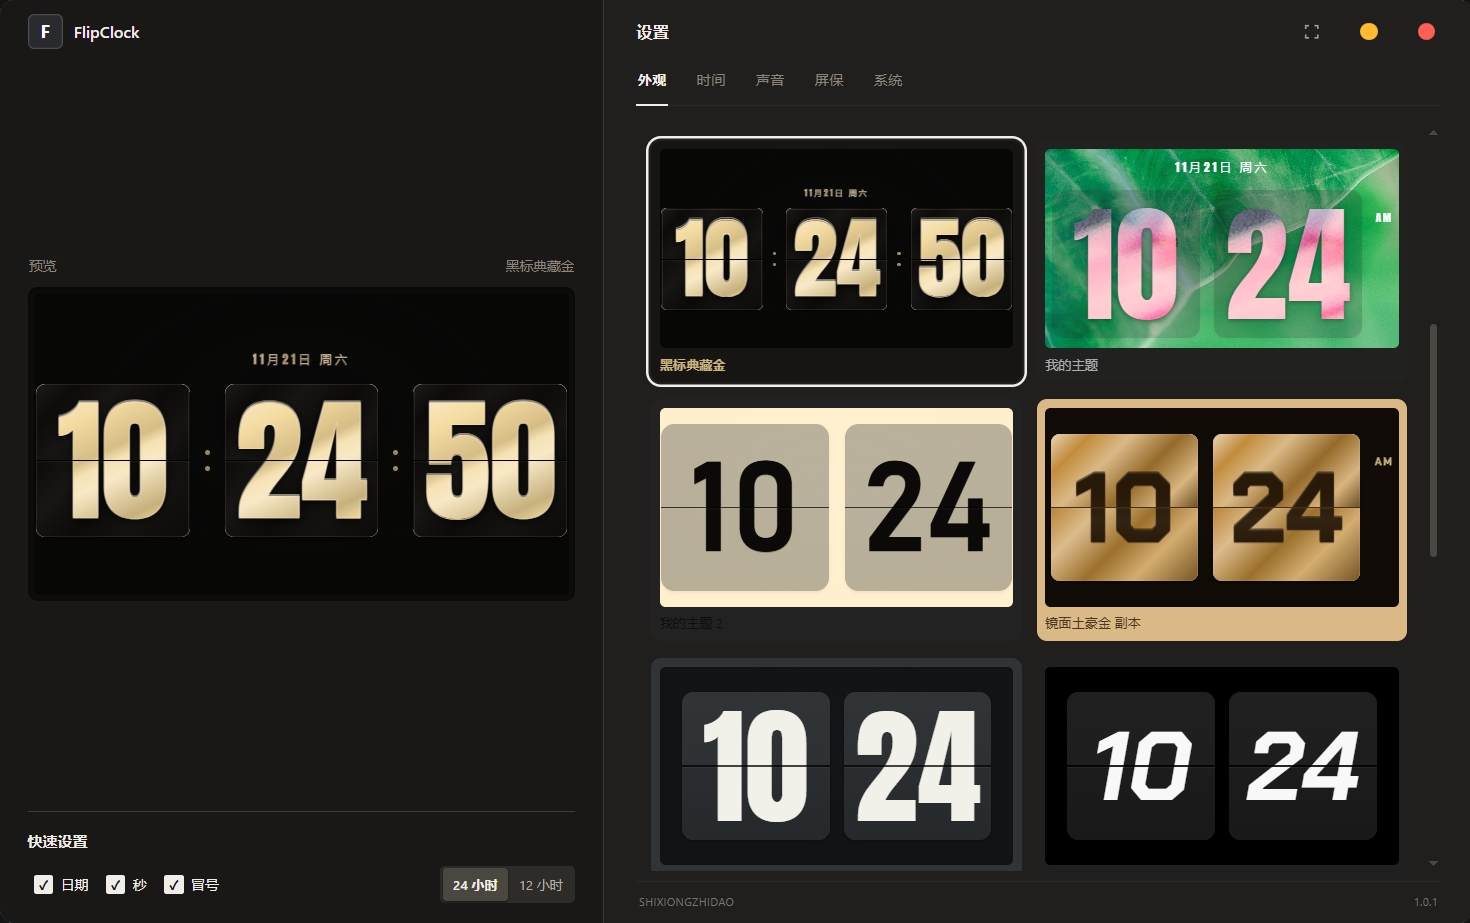 F FlipClock
预览 黑标典藏金
11月21日 周六
10 : 24 : 50
快速设置
✓ 日期 ✓ 秒 ✓ 冒号 24 小时 12 小时
设置
外观 时间 声音 屏保 系统
11月21日 周六
10 : 24 : 50
黑标典藏金
11月21日 周六
10 24 AM
我的主题
10 24
我的主题 2
10 24 AM
镜面土豪金 副本
10 24
10 24
SHIXIONGZHIDAO 1.0.1